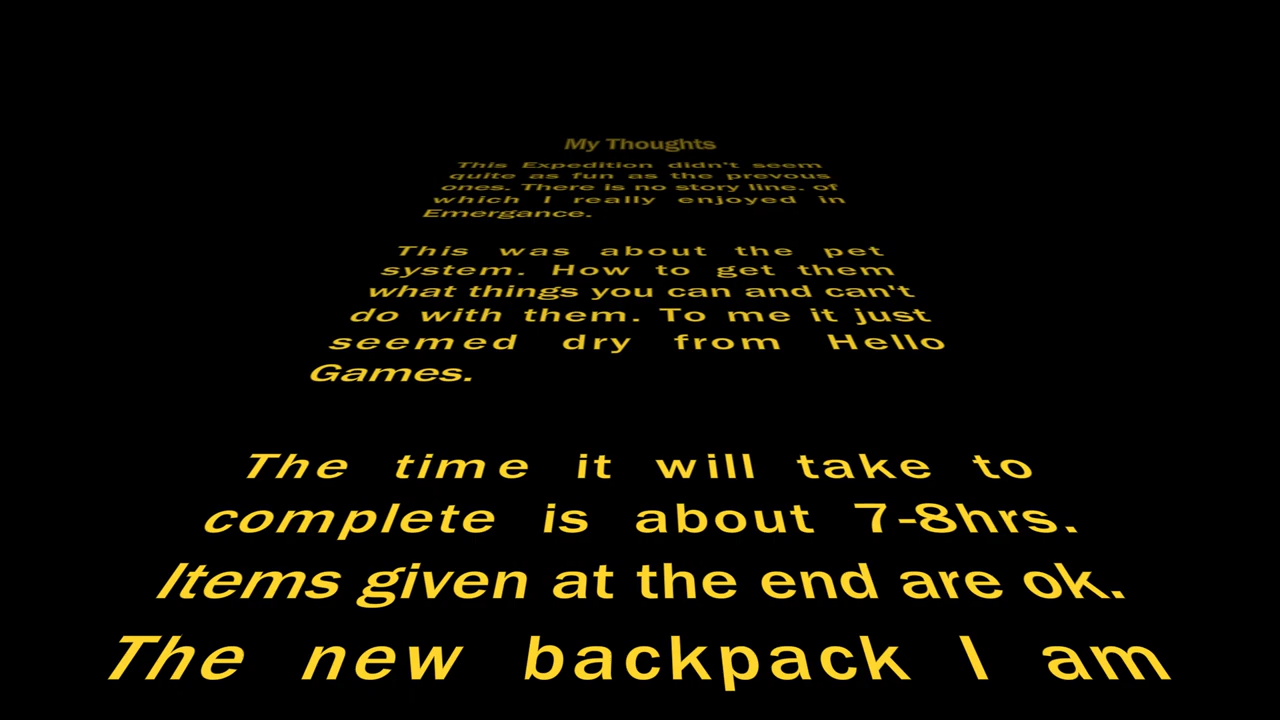 My Thoughts
This Expedition didn't seem
quite as fun as the prevous
ones. There is no story line. of
which I really enjoyed in
Emergance.
This was about the pet
system. How to get them
what things you can and can't
do with them. To me it just
seemed dry from Hello
Games.
The time it will take to
complete is about 7-8hrs.
Items given at the end are ok.
The new backpack I am